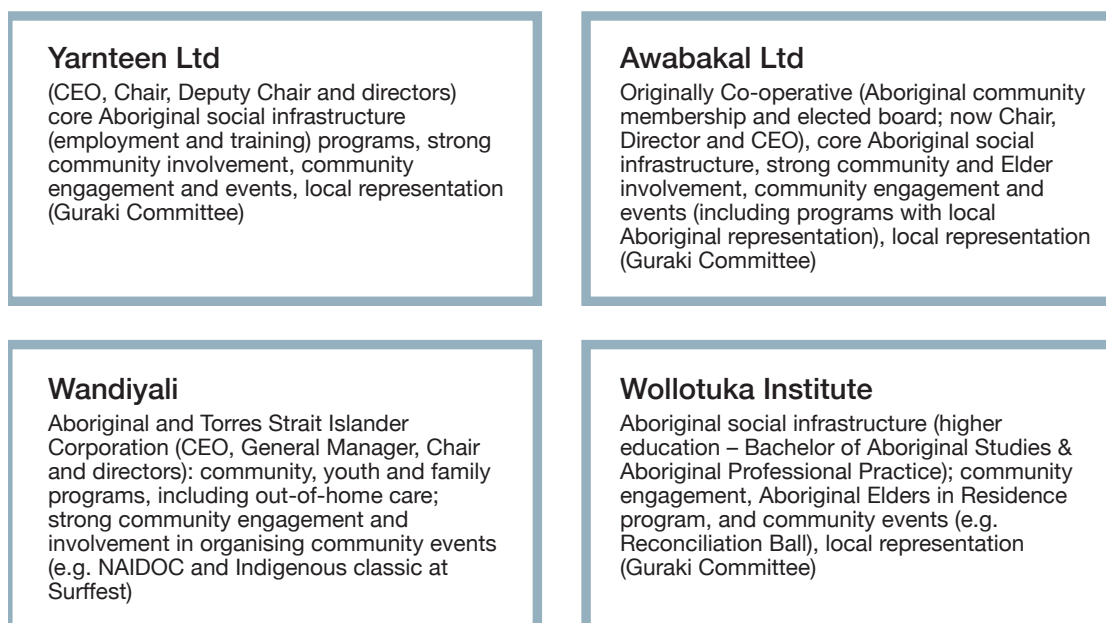 Yarnteen Ltd
(CEO, Chair, Deputy Chair and directors)
core Aboriginal social infrastructure
(employment and training) programs, strong
community involvement, community
engagement and events, local representation
(Guraki Committee)
Awabakal Ltd
Originally Co-operative (Aboriginal community
membership and elected board; now Chair,
Director and CEO), core Aboriginal social
infrastructure, strong community and Elder
involvement, community engagement and
events (including programs with local
Aboriginal representation), local representation
(Guraki Committee)
Wandiyali
Aboriginal and Torres Strait Islander
Corporation (CEO, General Manager, Chair
and directors): community, youth and family
programs, including out-of-home care;
strong community engagement and
involvement in organising community events
(e.g. NAIDOC and Indigenous classic at
Surffest)
Wollotuka Institute
Aboriginal social infrastructure (higher
education – Bachelor of Aboriginal Studies &
Aboriginal Professional Practice); community
engagement, Aboriginal Elders in Residence
program, and community events (e.g.
Reconciliation Ball), local representation
(Guraki Committee)